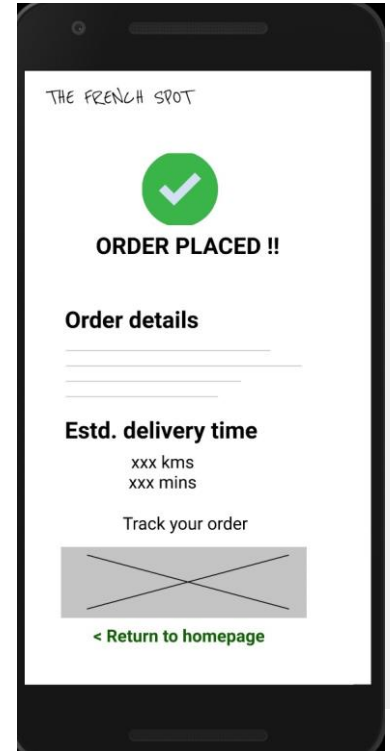 THE FRENCH SPOT
ORDER PLACED !!
Order details
Estd. delivery time
xxx kms
xxx mins
Track your order
< Return to homepage